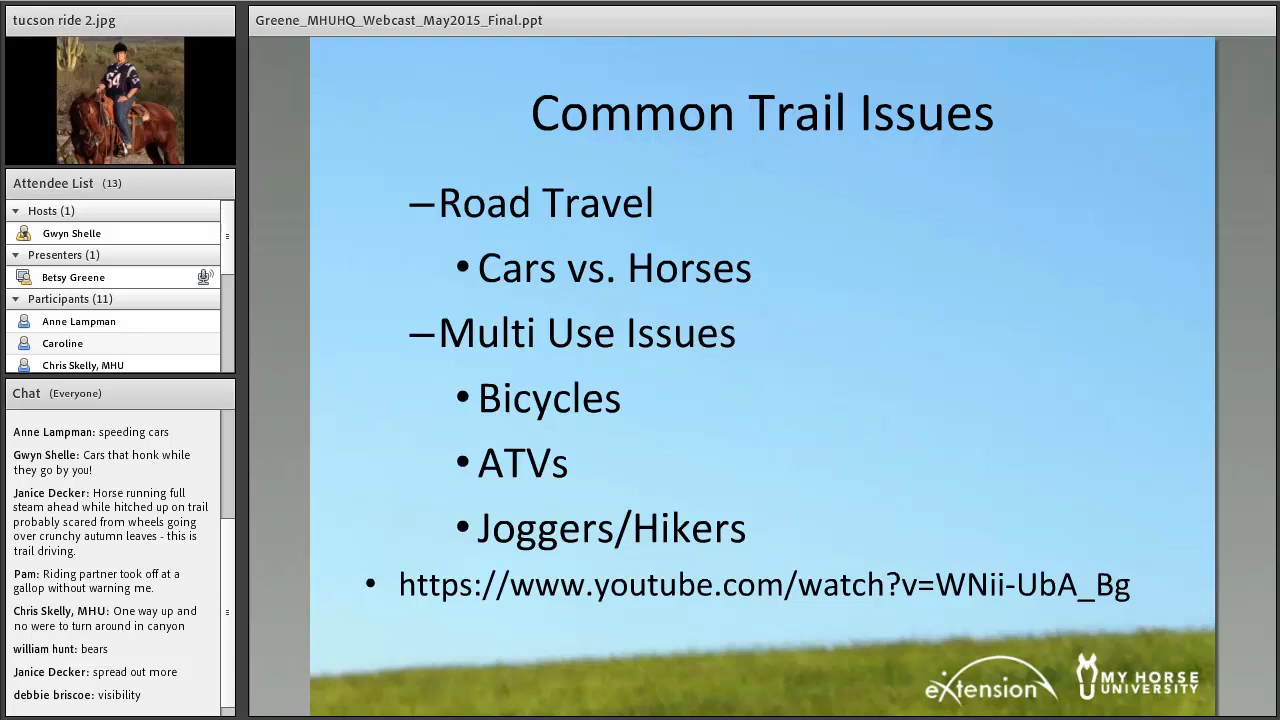 tucson ride 2.jpg
54
Attendee List (13)
Hosts (1)
Gwyn Shelle
Presenters (1)
Betsy Greene
Participants (11)
Anne Lampman
Caroline
Chris Skelly, MHU
Chat (Everyone)
Anne Lampman: speeding cars
Gwyn Shelle: Cars that honk while
they go by you!
Janice Decker: Horse running full
steam ahead while hitched up on trail
probably scared from wheels going
over crunchy autumn leaves - this is
trail driving.
Pam: Riding partner took off at a
gallop without warning me.
Chris Skelly, MHU: One way up and
no were to turn around in canyon
william hunt: bears
Janice Decker: spread out more
debbie briscoe: visibility
Greene_MHUHQ_Webcast_May2015_Final.ppt
Common Trail Issues
–Road Travel
•Cars vs. Horses
–Multi Use Issues
•Bicycles
•ATVs
•Joggers/Hikers
• https://www.youtube.com/watch?v=WNii-UbA_Bg
eXtension
MY HORSE
UNIVERSITY